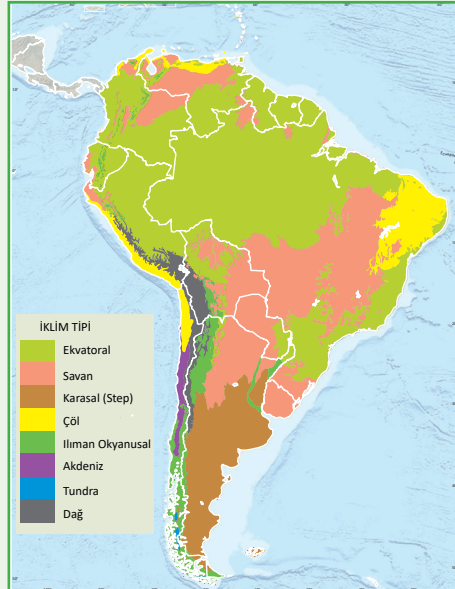 İKLİM TİPİ
Ekvatoral
Savan
Karasal (Step)
Çöl
Ilıman Okyanusal
Akdeniz
Tundra
Dağ